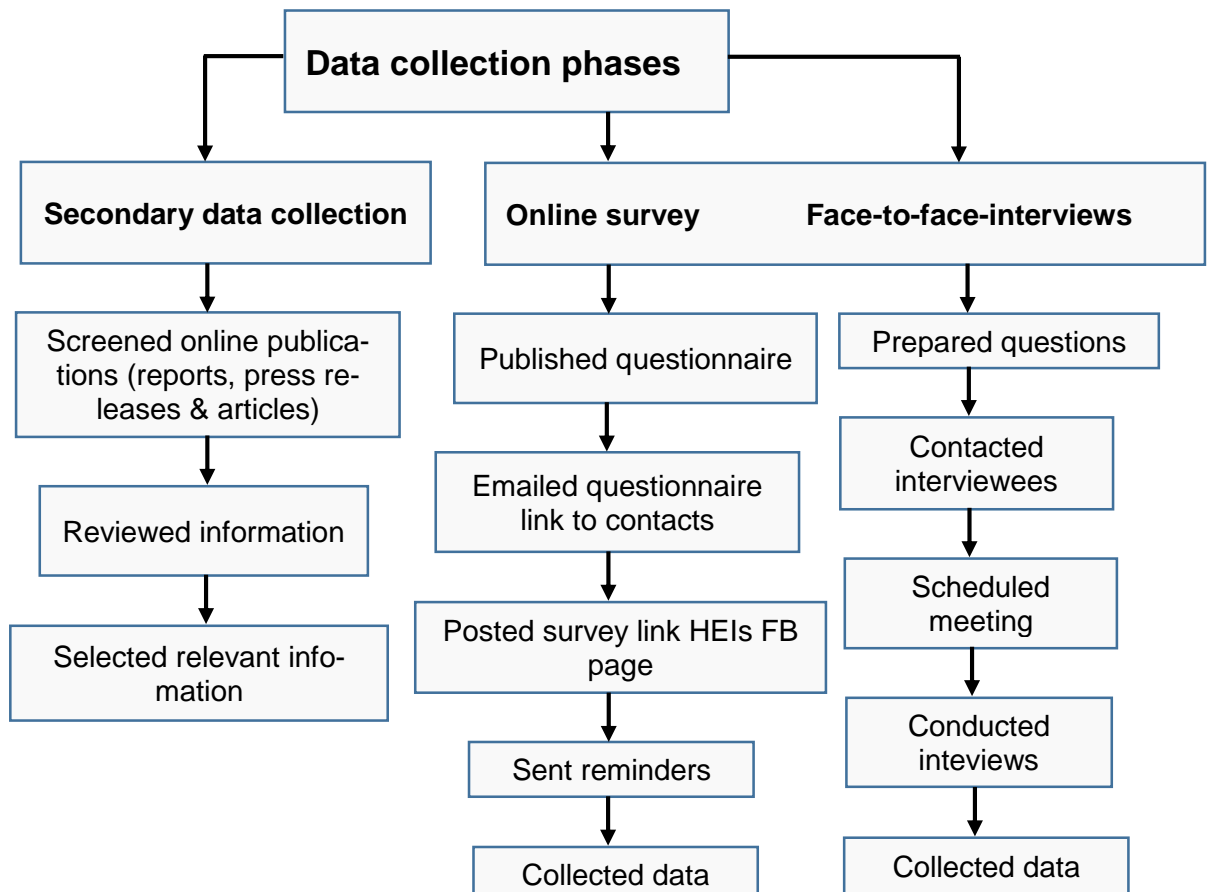 Data collection phases
Secondary data collection
Online survey
Face-to-face-interviews
Screened online publica-
tions (reports, press re-
leases & articles)
Reviewed information
Selected relevant info-
mation
Published questionnaire
Emailed questionnaire
link to contacts
Posted survey link HEIs FB
page
Sent reminders
Collected data
Prepared questions
Contacted
interviewees
Scheduled
meeting
Conducted
inteviews
Collected data